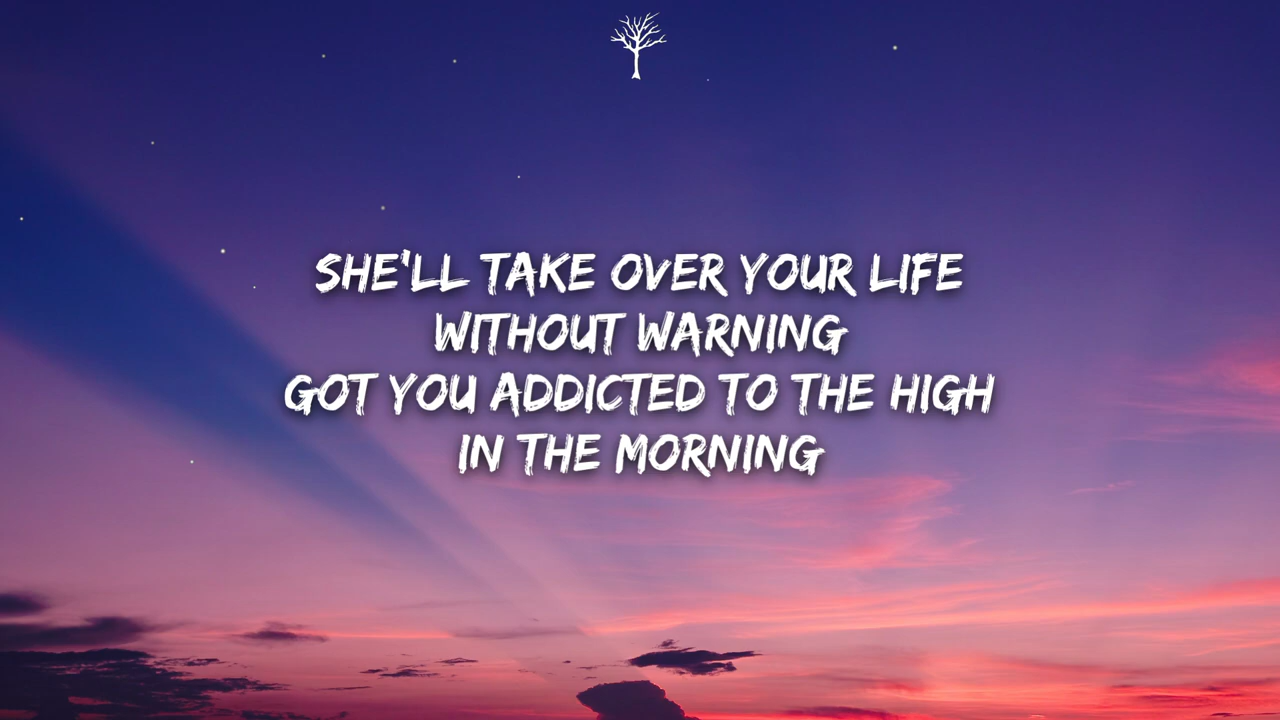 SHE'LL TAKE OVER YOUR LIFE
WITHOUT WARNING
GOT YOU ADDICTED TO THE HIGH
IN THE MORNING